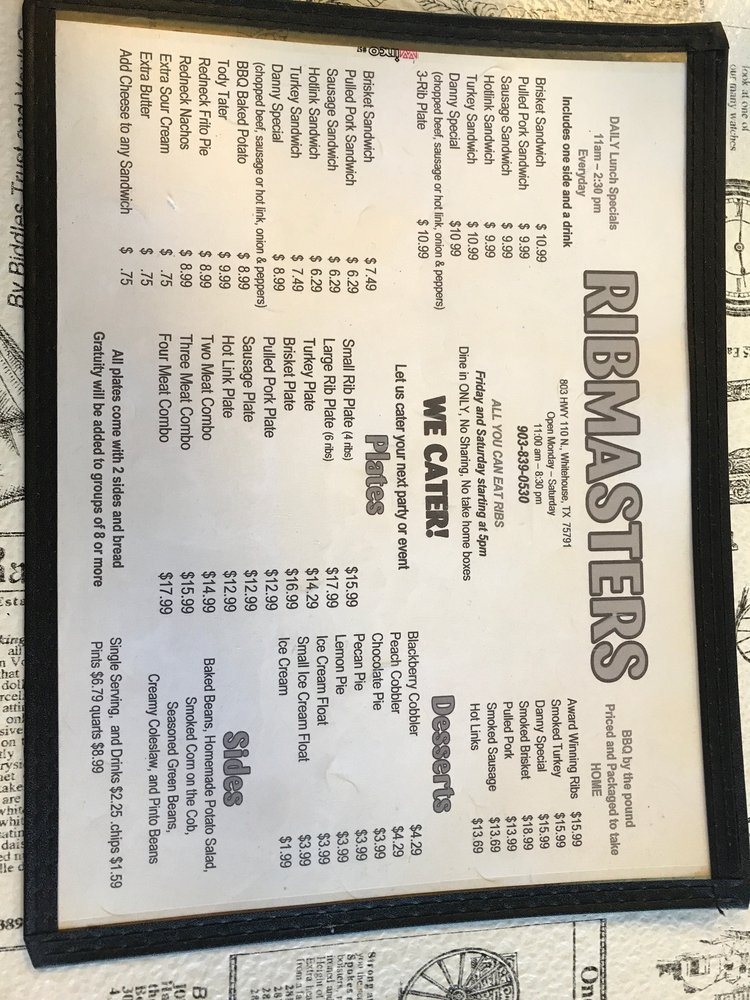 RIBMASTERS
DAILY Lunch Specials
11am – 2:30 pm
Everyday
Includes one side and a drink
Brisket Sandwich $ 10.99
Pulled Pork Sandwich $ 9.99
Sausage Sandwich $ 9.99
Hotlink Sandwich $ 9.99
Turkey Sandwich $ 10.99
Danny Special $10 99
(chopped beef, sausage or hot link, onion & peppers)
3-Rib Plate $ 10.99
Brisket Sandwich $ 7.49
Pulled Pork Sandwich $ 6.29
Sausage Sandwich $ 6.29
Hotlink Sandwich $ 6.29
Turkey Sandwich $ 7.49
Danny Special $ 8.99
(chopped beef, sausage or hot link, onion & peppers)
BBQ Baked Potato $ 8.99
Tody Tater $ 9.99
Redneck Frito Pie $ 8.99
Redneck Nachos $ 8.99
Extra Sour Cream $ .75
Extra Butter $ .75
Add Cheese to any Sandwich $ .75
803 HWY 110 N., Whitehouse, TX 75791
Open Monday – Saturday
11:00 am – 8:30 pm
903-839-0530
ALL YOU CAN EAT RIBS
Friday and Saturday starting at 5pm
Dine in ONLY, No Sharing, No take home boxes
WE CATER!
Let us cater your next party or event
Plates
Small Rib Plate (4 ribs) $15.99
Large Rib Plate (6 ribs) $17.99
Turkey Plate $14.29
Brisket Plate $16.99
Pulled Pork Plate $12.99
Sausage Plate $12.99
Hot Link Plate $12.99
Two Meat Combo $14.99
Three Meat Combo $15.99
Four Meat Combo $17.99
All plates come with 2 sides and bread
Gratuity will be added to groups of 8 or more
BBQ by the pound
Priced and Packaged to take
HOME
Award Winning Ribs $15.99
Smoked Turkey $15.99
Danny Special $15.99
Smoked Brisket $18.99
Pulled Pork $13.99
Smoked Sausage $13.69
Hot Links $13.69
Desserts
Blackberry Cobbler $4.29
Peach Cobbler $4.29
Chocolate Pie $3.99
Pecan Pie $3.99
Lemon Pie $3.99
Ice Cream Float $3.99
Small Ice Cream Float $3.99
Ice Cream $1.99
Sides
Baked Beans, Homemade Potato Salad,
Smoked Corn on the Cob,
Seasoned Green Beans,
Creamy Coleslaw, and Pinto Beans
Single Serving, and Drinks $2.25 ,chips $1.59
Pints $6.79 quarts $8.99
look at one of
our many watches